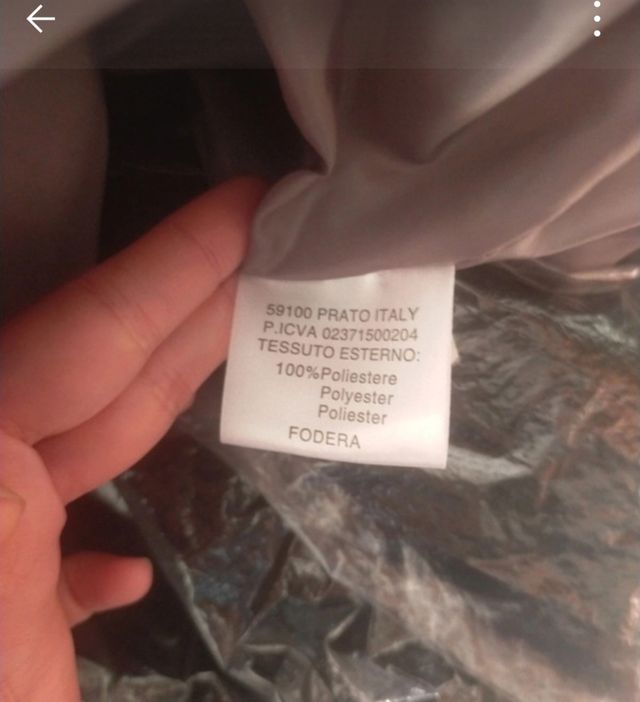 59100 PRATO ITALY
P.ICVA 02371500204
TESSUTO ESTERNO:
100%Poliestere
Polyester
Poliester
FODERA